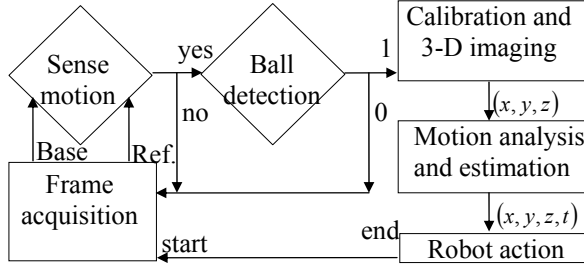 Sense
motion
yes
no
Ball
detection
1
0
Calibration and
3-D imaging
(x, y, z)
Motion analysis
and estimation
(x, y, z, t)
Robot action
end
start
Base
Ref.
Frame
acquisition